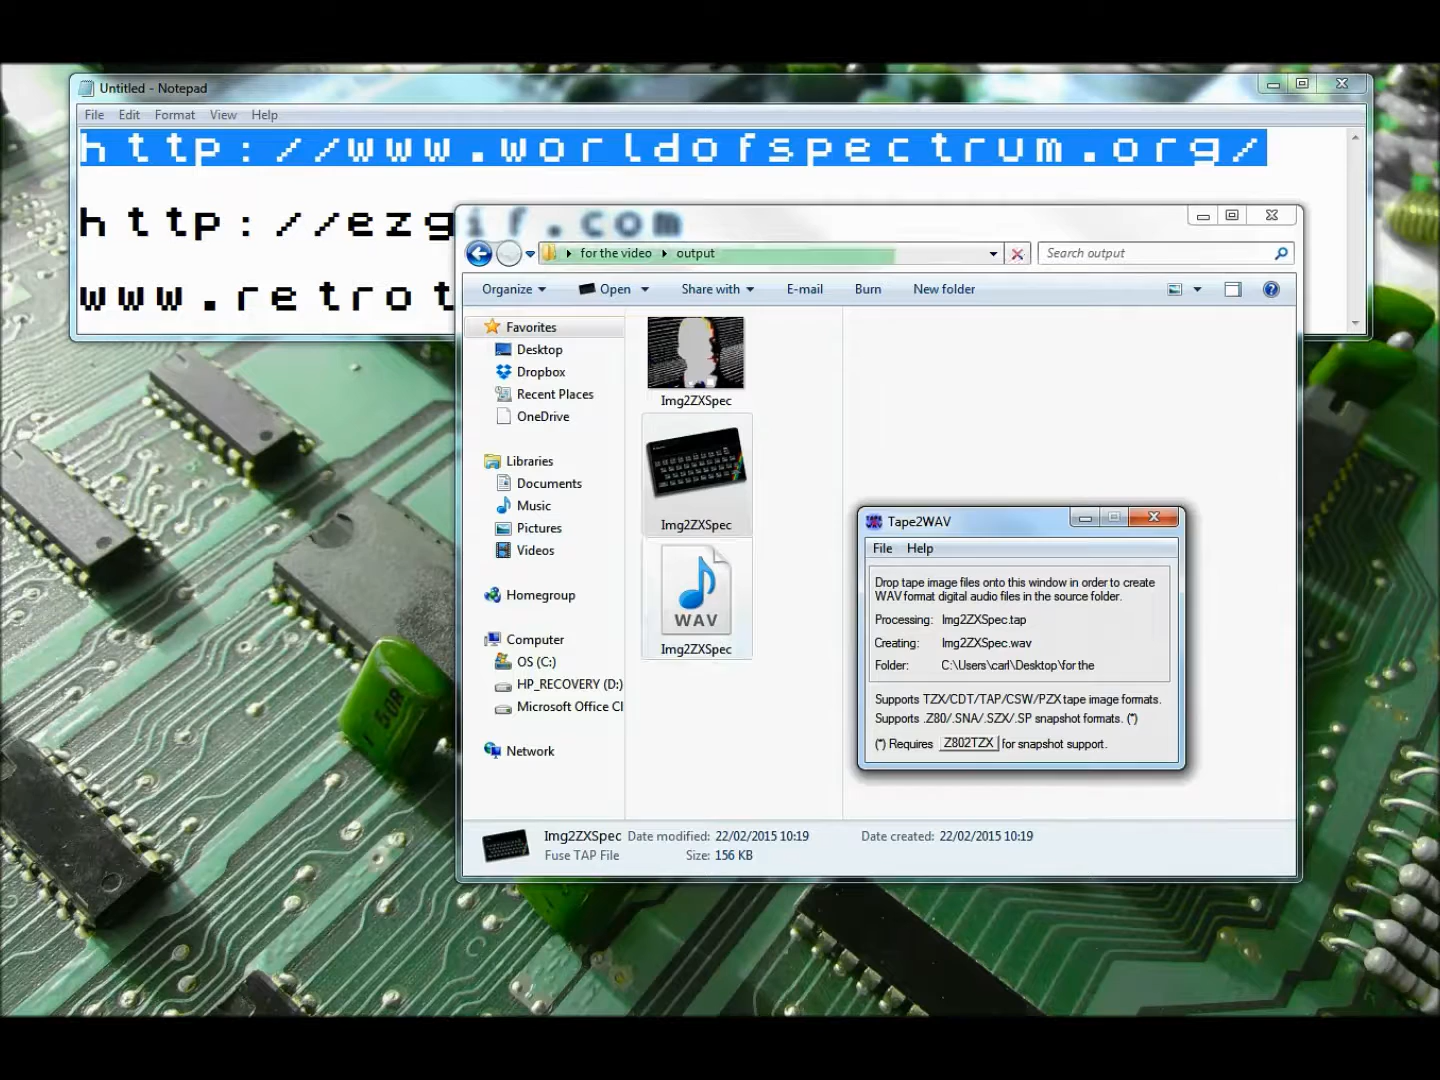 Untitled - Notepad
File Edit Format View Help
http://www.worldofspectrum.org/
http://ezgif.com
www.retrot
for the video output
Search output
Organize Open Share with E-mail Burn New folder
Favorites
Desktop
Dropbox
Recent Places
OneDrive
Libraries
Documents
Music
Pictures
Videos
Homegroup
Computer
OS (C:)
HP_RECOVERY (D:)
Microsoft Office Cl
Network
Img2ZXSpec
Img2ZXSpec
WAV
Img2ZXSpec
Tape2WAV
File Help
Drop tape image files onto this window in order to create
WAV format digital audio files in the source folder.
Processing: Img2ZXSpec.tap
Creating: Img2ZXSpec.wav
Folder: C:\Users\carl\Desktop\for the
Supports TZX/CDT/TAP/CSW/PZX tape image formats.
Supports .Z80/.SNA/.SZX/.SP snapshot formats. (*)
(*) Requires Z802TZX for snapshot support.
Img2ZXSpec Date modified: 22/02/2015 10:19 Date created: 22/02/2015 10:19
Fuse TAP File Size: 156 KB
50R